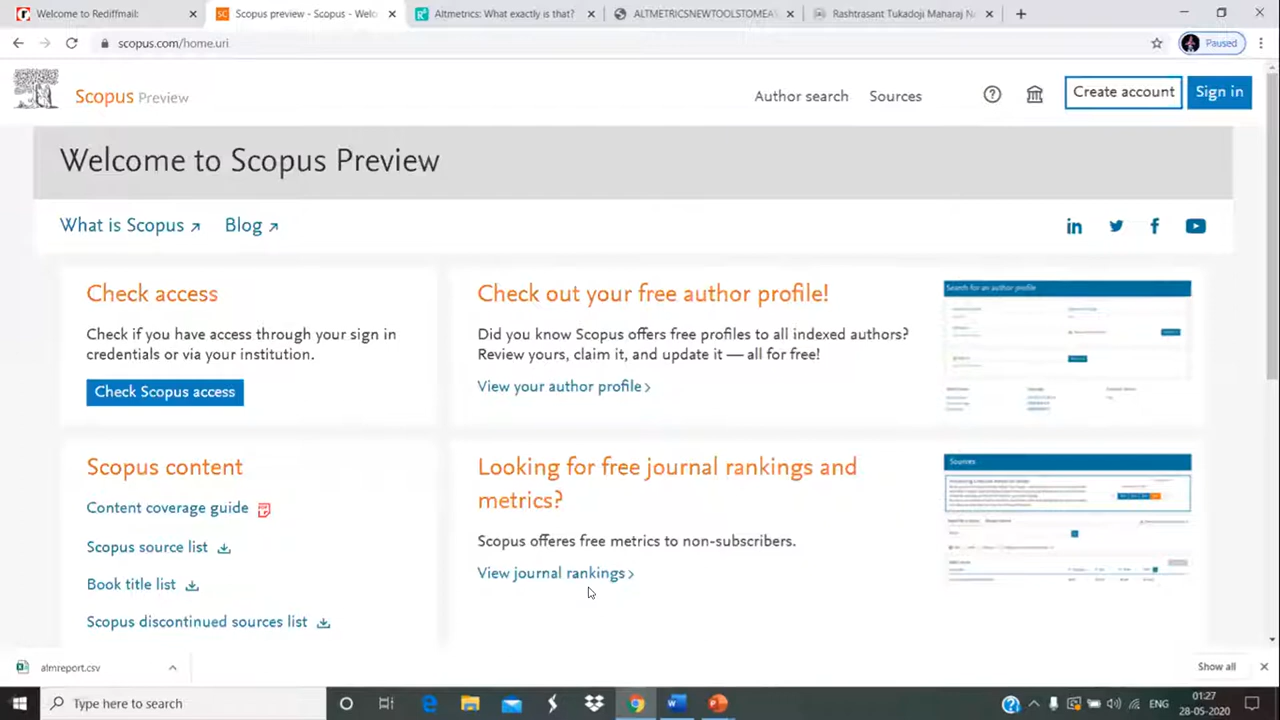 Welcome to Rediffmail:
Scopus preview - Scopus - Welc
Altmetrics: What exactly is that?
ALTMETRICSNEWTOOLSTOMEA
Rashtrasant Tukadoji Maharaj N
scopus.com/home.uri
Paused
Scopus Preview
Author search
Sources
Create account
Sign in
Welcome to Scopus Preview
What is Scopus
Blog
Check access
Check if you have access through your sign in
credentials or via your institution.
Check Scopus access
Check out your free author profile!
Did you know Scopus offers free profiles to all indexed authors?
Review yours, claim it, and update it — all for free!
View your author profile
Search for an author profile
Scopus content
Content coverage guide
Scopus source list
Book title list
Scopus discontinued sources list
Looking for free journal rankings and
metrics?
Scopus offeres free metrics to non-subscribers.
View journal rankings
Sources
almreport.csv
Show all
Type here to search
ENG
01:27
28-05-2020